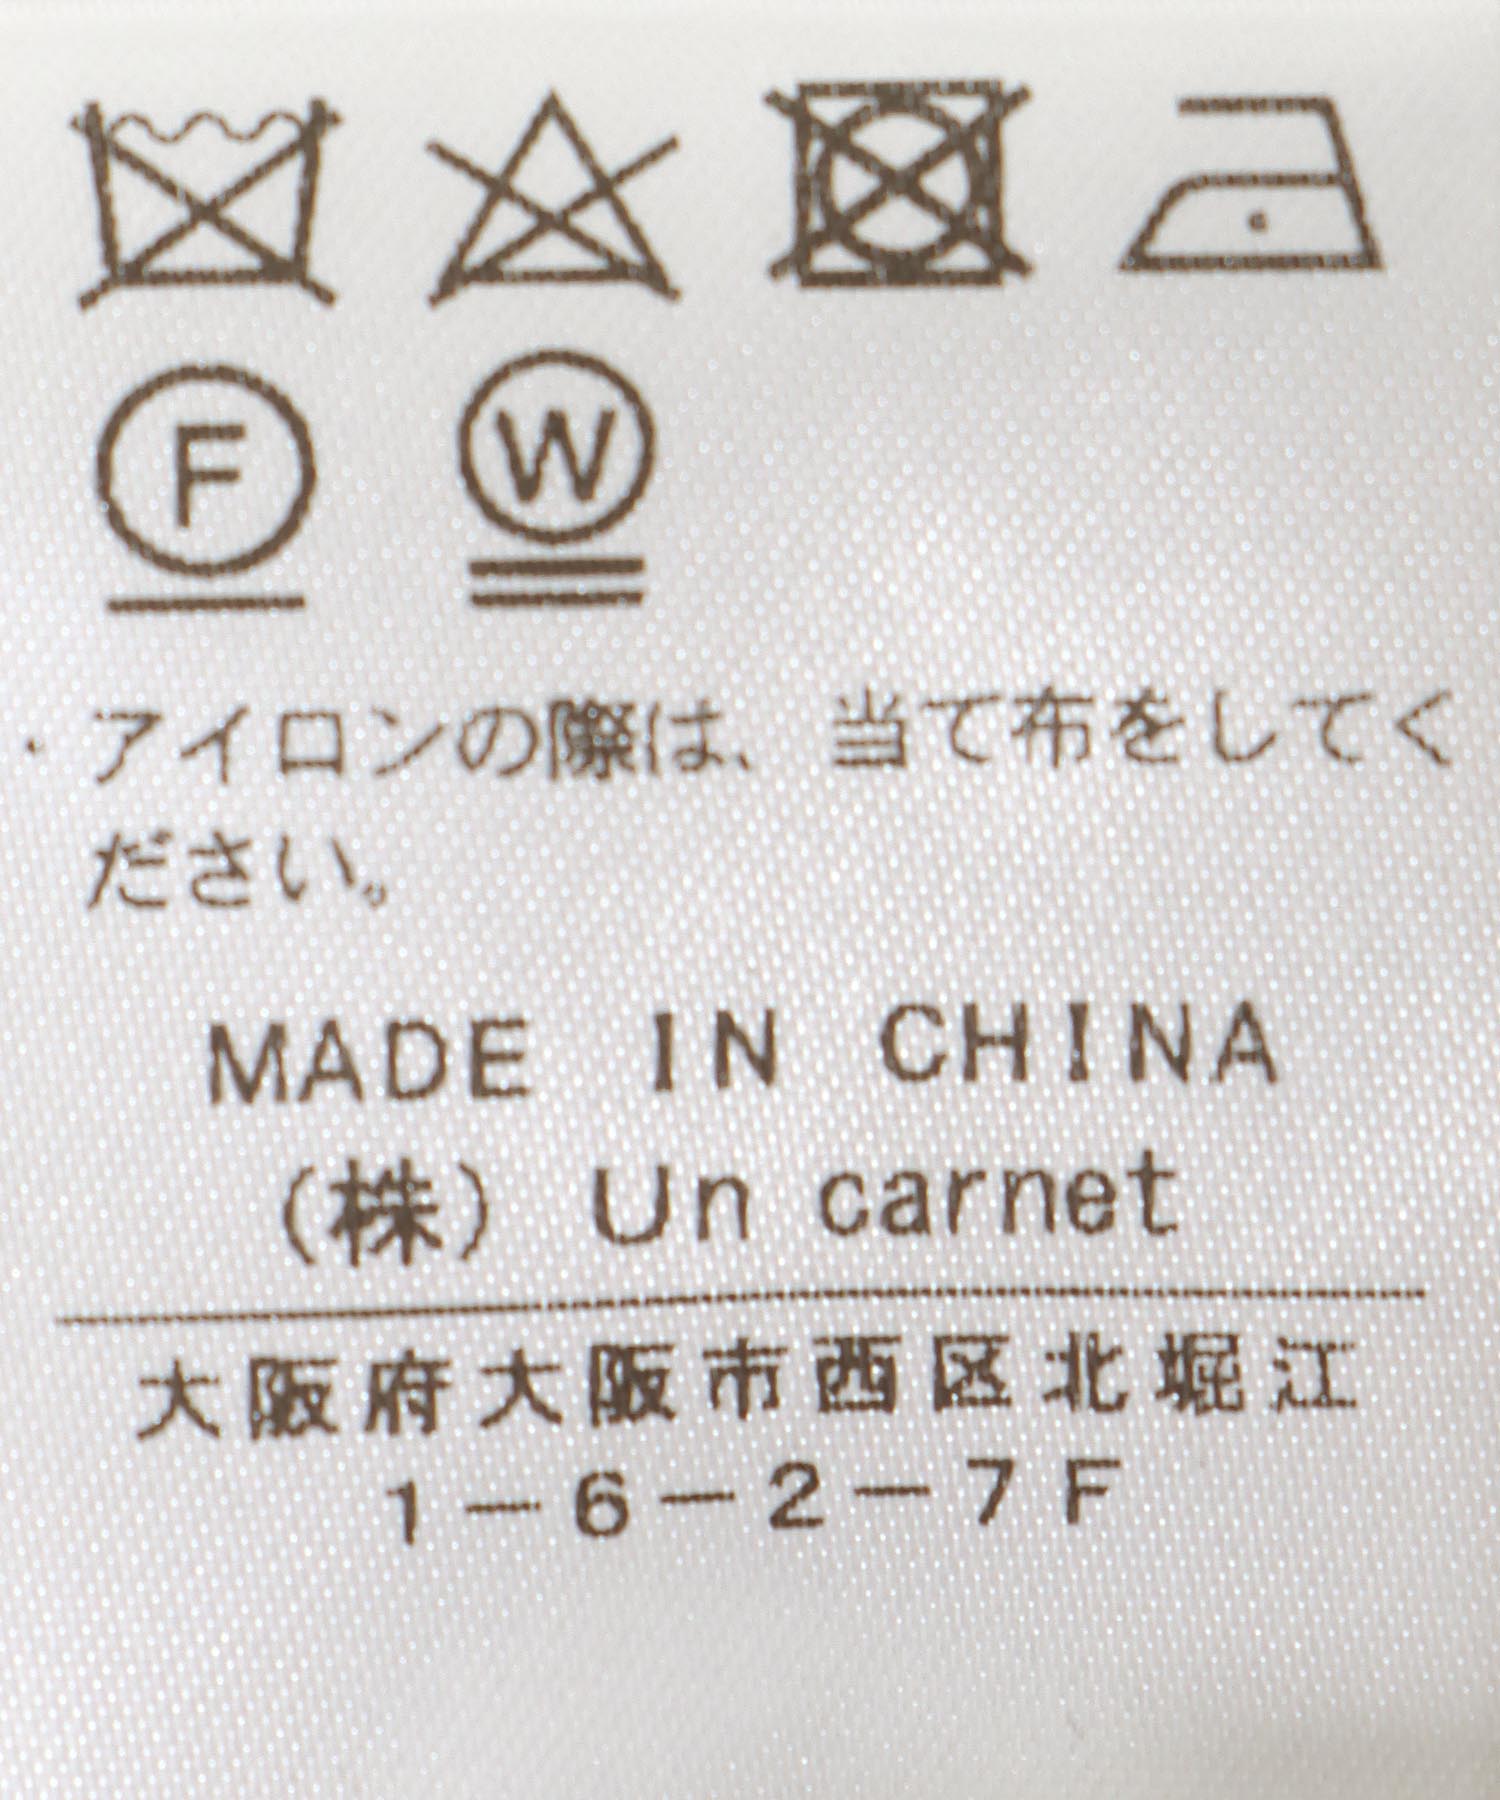 F W
・アイロンの際は、当て布をしてく
ださい。
MADE IN CHINA
（株） Un carnet
大阪府大阪市西区北堀江
1－6－2－7F